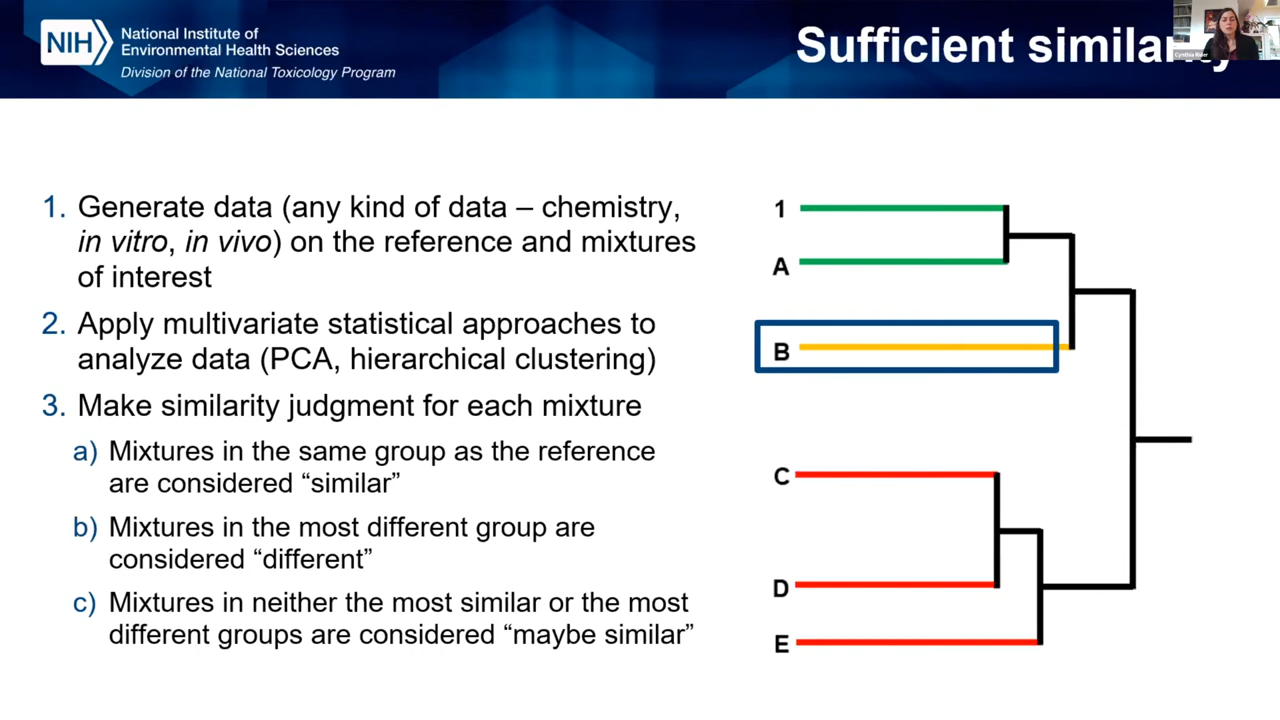 NIH
National Institute of
Environmental Health Sciences
Division of the National Toxicology Program
Sufficient similarity
Cynthia Rider
1. Generate data (any kind of data – chemistry,
in vitro, in vivo) on the reference and mixtures
of interest
2. Apply multivariate statistical approaches to
analyze data (PCA, hierarchical clustering)
3. Make similarity judgment for each mixture
a) Mixtures in the same group as the reference
are considered “similar”
b) Mixtures in the most different group are
considered “different”
c) Mixtures in neither the most similar or the most
different groups are considered “maybe similar”
1
A
B
C
D
E